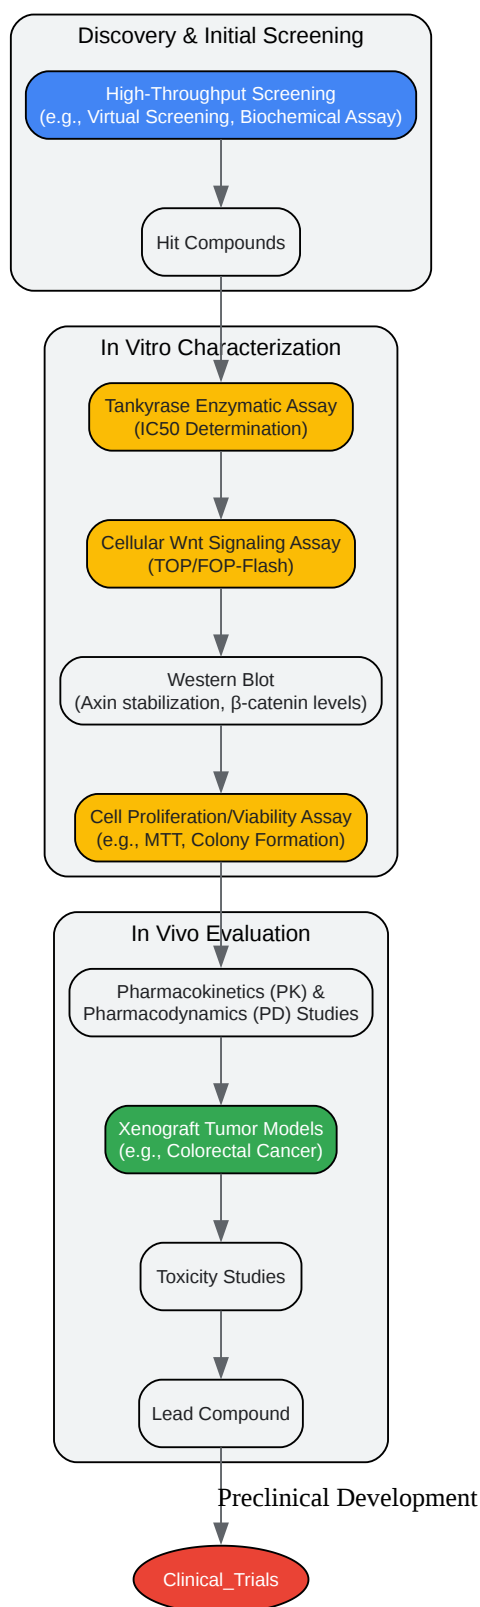 Discovery & Initial Screening
High-Throughput Screening
(e.g., Virtual Screening, Biochemical Assay)
Hit Compounds
In Vitro Characterization
Tankyrase Enzymatic Assay
(IC50 Determination)
Cellular Wnt Signaling Assay
(TOP/FOP-Flash)
Western Blot
(Axin stabilization, β-catenin levels)
Cell Proliferation/Viability Assay
(e.g., MTT, Colony Formation)
In Vivo Evaluation
Pharmacokinetics (PK) &
Pharmacodynamics (PD) Studies
Xenograft Tumor Models
(e.g., Colorectal Cancer)
Toxicity Studies
Lead Compound
Preclinical Development
Clinical_Trials